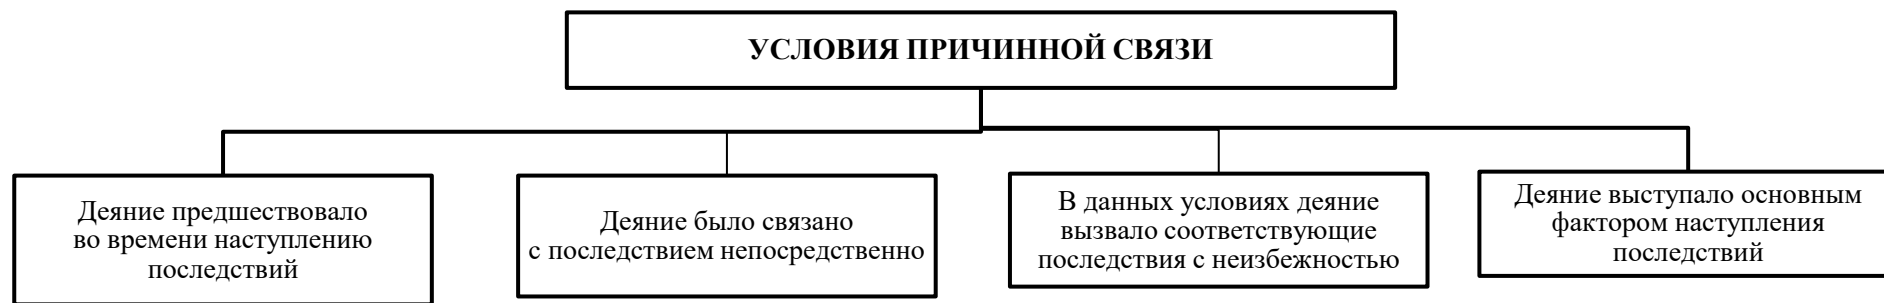 УСЛОВИЯ ПРИЧИННОЙ СВЯЗИ
Деяние предшествовало
во времени наступлению
последствий
Деяние было связано
с последствием непосредственно
В данных условиях деяние
вызвало соответствующие
последствия с неизбежностью
Деяние выступало основным
фактором наступления
последствий